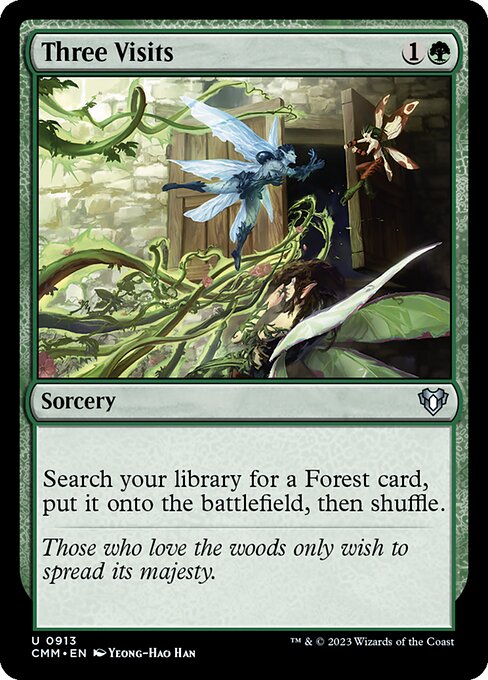 Three Visits 1
Sorcery
Search your library for a Forest card,
put it onto the battlefield, then shuffle.
Those who love the woods only wish to
spread its majesty.
U 0913
CMM • EN Yeong-Hao Han
™ & © 2023 Wizards of the Coast